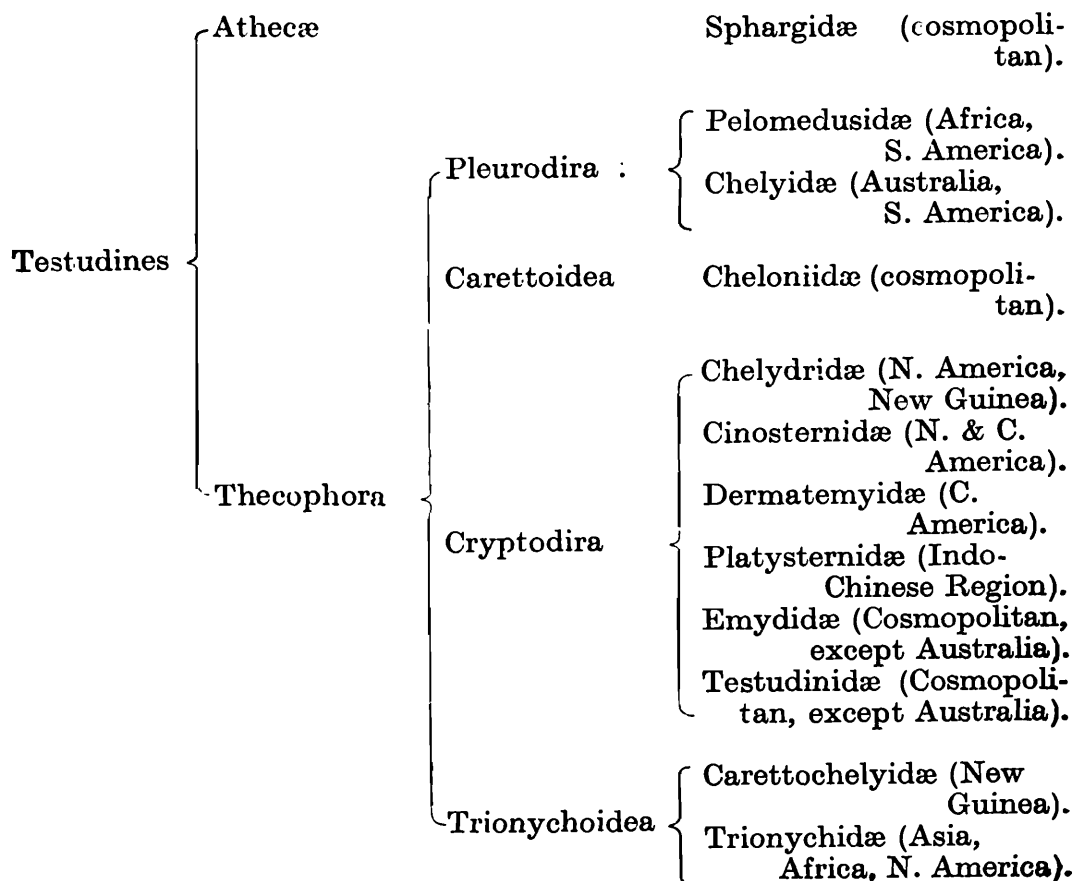 Athecæ Sphargidæ (cosmopoli-
tan).
Pelomedusidæ (Africa,
S. America).
Pleurodira :
Chelyidæ (Australia,
S. America).
Testudines
Carettoidea Cheloniidæ (cosmopoli-
tan).
Chelydridæ (N. America,
New Guinea).
Cinosternidæ (N. & C.
America).
Thecophora
Dermatemyidæ (C.
America).
Cryptodira
Platysternidæ (Indo-
Chinese Region).
Emydidæ (Cosmopolitan,
except Australia).
Testudinidæ (Cosmopoli-
tan, except Australia).
Carettochelyidæ (New
Guinea).
Trionychoidea
Trionychidæ (Asia,
Africa, N. America).